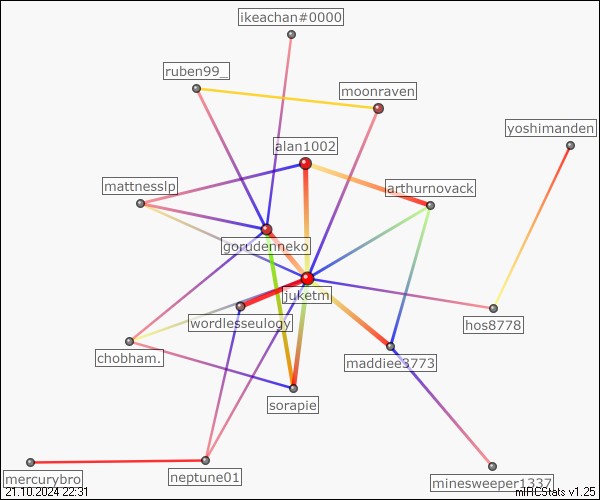 ikeachan#0000
ruben99_
moonraven
yoshimanden
alan1002
mattnesslp
arthurnovack
gorudenneko
juketm
wordlesseulogy
hos8778
chobham.
maddiee3773
sorapie
mercurybro
neptune01
minesweeper1337
21.10.2024 22:31
mIRCStats v1.25